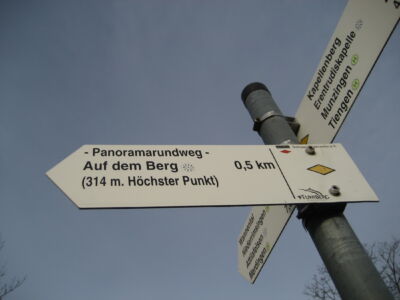 - Panoramarundweg -
Auf dem Berg
(314 m. Höchster Punkt)
0,5 km
Kapellenberg
Erentrudiskapelle
Munzingen
Tiengen